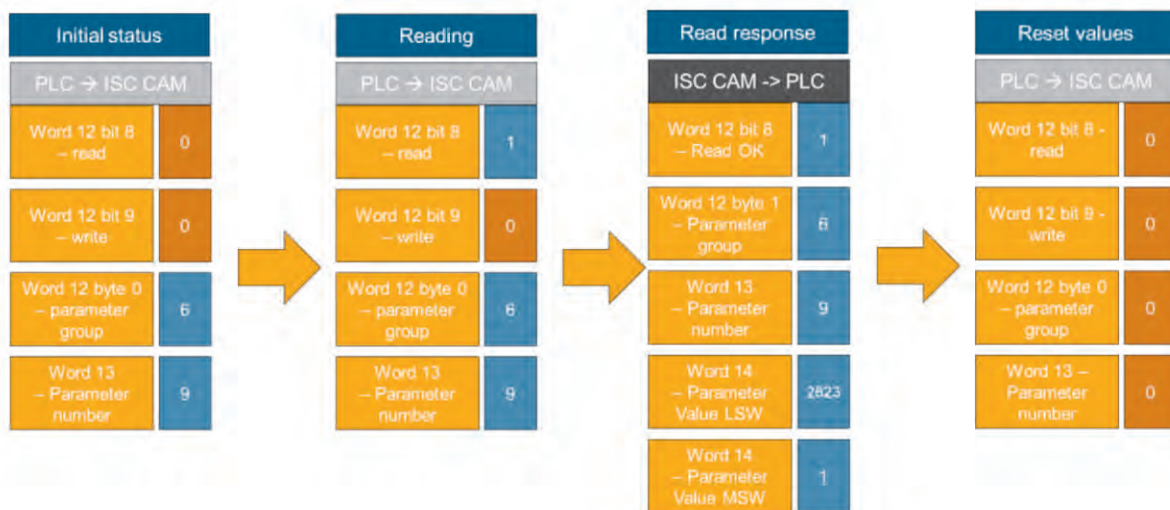 Initial status
PLC → ISC CAM
Word 12 bit 8
– read
0
Word 12 bit 9
– write
0
Word 12 byte 0
– parameter
group
6
Word 13
– Parameter
number
9
Reading
PLC → ISC CAM
Word 12 bit 8
– read
1
Word 12 bit 9
– write
0
Word 12 byte 0
– parameter
group
6
Word 13
– Parameter
number
9
Read response
ISC CAM -> PLC
Word 12 bit 8
– Read OK
1
Word 12 byte 1
– Parameter
group
6
Word 13
– Parameter
number
9
Word 14
– Parameter
Value LSW
2823
Word 14
– Parameter
Value MSW
1
Reset values
PLC → ISC CAM
Word 12 bit 8 -
read
0
Word 12 bit 9 -
write
0
Word 12 byte 0
– parameter
group
0
Word 13 –
Parameter
number
0